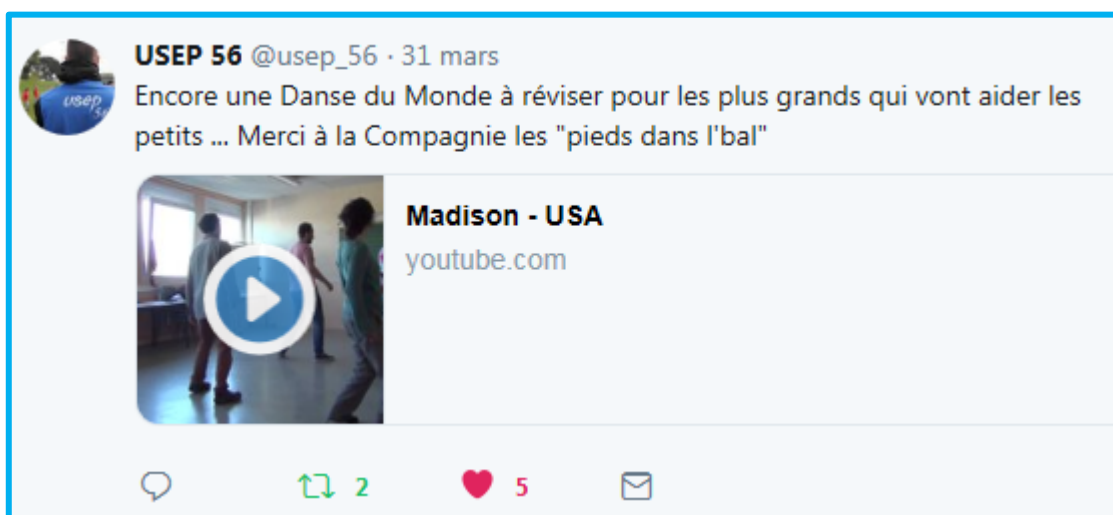 USEP 56 @usep_56 · 31 mars
Encore une Danse du Monde à réviser pour les plus grands qui vont aider les
petits ... Merci à la Compagnie les "pieds dans l'bal"
usep
Madison - USA
youtube.com
2 5